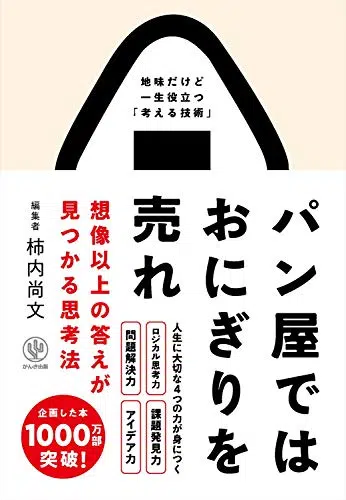 地味だけど
一生役立つ
「考える技術」
パン屋では
おにぎりを
売れ
想像以上の答えが
見つかる思考法
編集者 柿内尚文
かんき出版
人生に大切な4つの力が身につく
ロジカル思考力
問題解決力
課題発見力
アイデア力
企画した本
1000万部
突破!